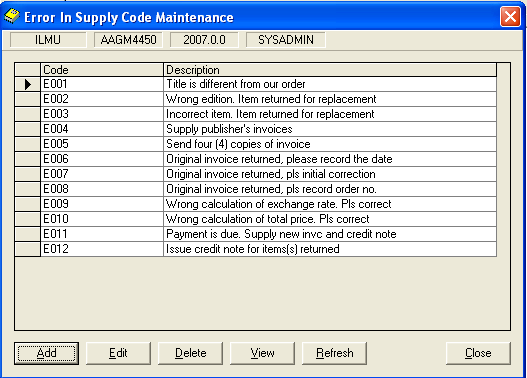 Error In Supply Code Maintenance
ILMU AAGM4450 2007.0.0 SYSADMIN
Code Description
E001 Title is different from our order
E002 Wrong edition. Item returned for replacement
E003 Incorrect item. Item returned for replacement
E004 Supply publisher's invoices
E005 Send four (4) copies of invoice
E006 Original invoice returned, please record the date
E007 Original invoice returned, pls initial correction
E008 Original invoice returned, pls record order no.
E009 Wrong calculation of exchange rate. Pls correct
E010 Wrong calculation of total price. Pls correct
E011 Payment is due. Supply new invc and credit note
E012 Issue credit note for items(s) returned
Add Edit Delete View Refresh Close